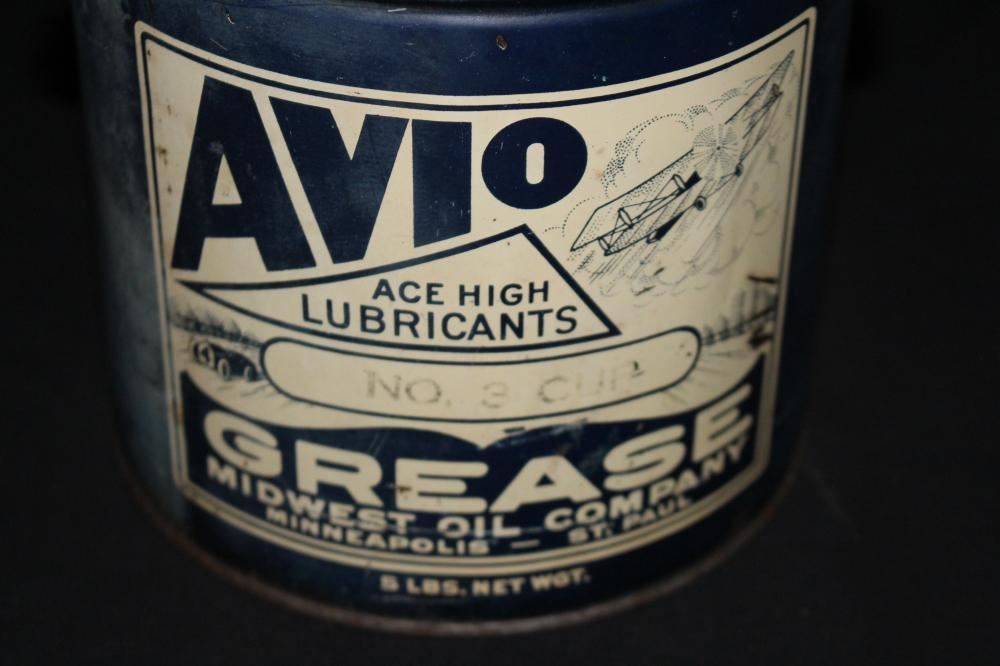 AVIO
ACE HIGH
LUBRICANTS
NO. 3 CUP
GREASE
MIDWEST OIL COMPANY
MINNEAPOLIS — ST. PAUL
5 LBS. NET WGT.